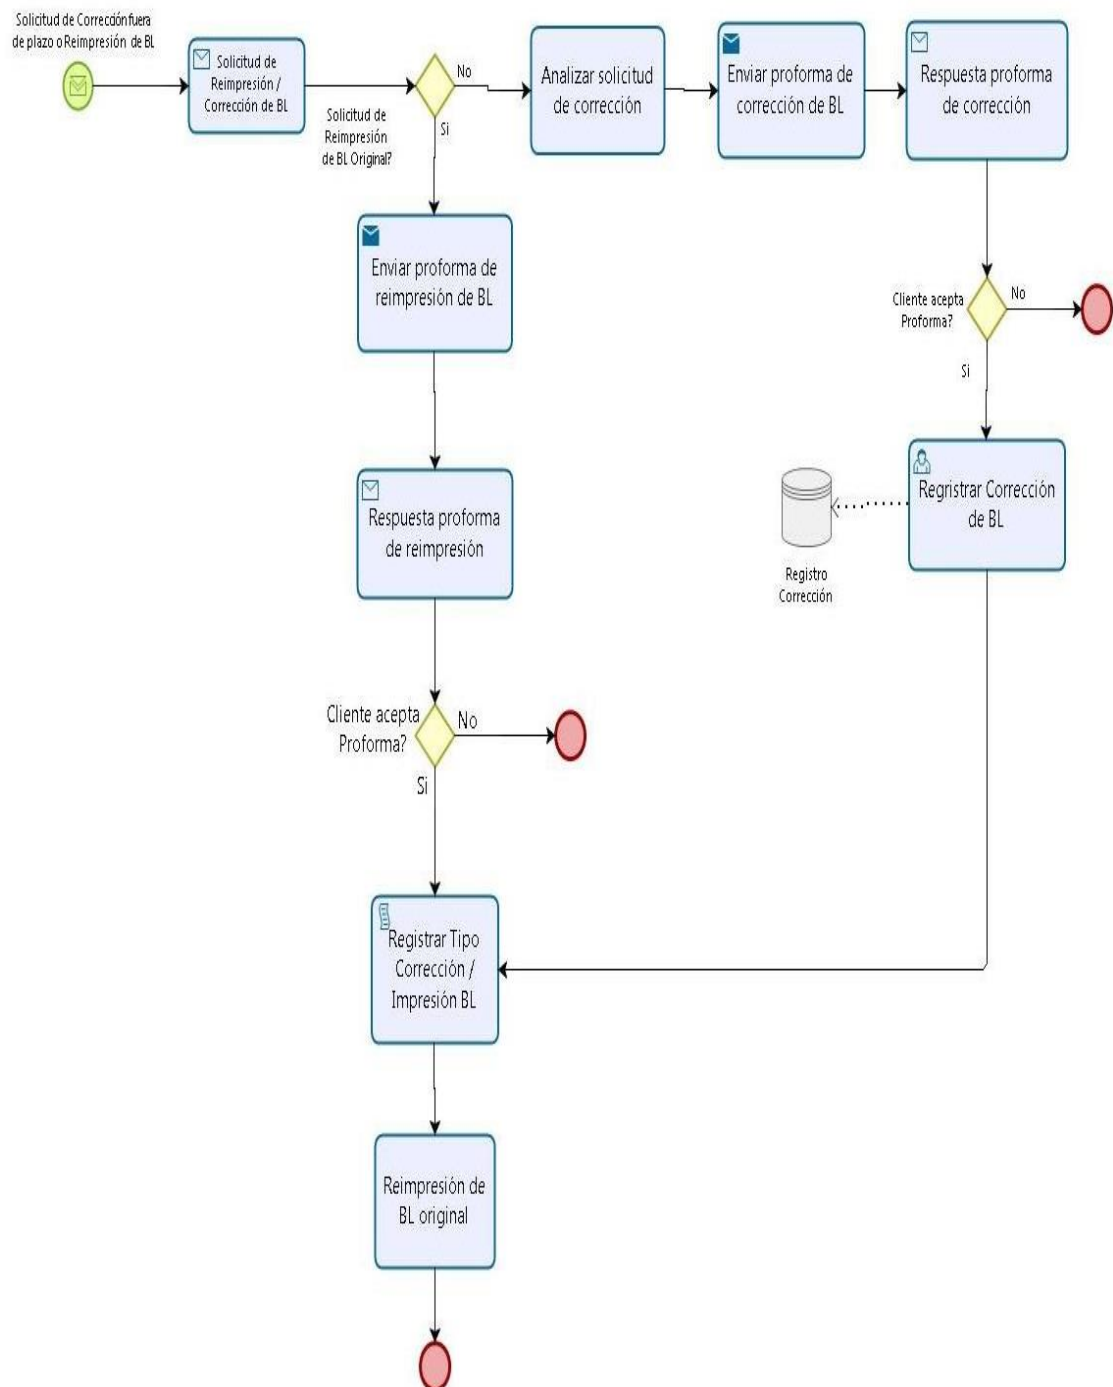 Solicitud de Corrección fuera
de plazo o Reimpresión de BL
Solicitud de
Reimpresión /
Corrección de BL
Solicitud de
Reimpresión
de BL Original?
No
Si
Analizar solicitud
de corrección
Enviar proforma de
corrección de BL
Respuesta proforma
de corrección
Enviar proforma de
reimpresión de BL
Cliente acepta
Proforma?
No
Si
Respuesta proforma
de reimpresión
Regristrar Corrección
de BL
Registro
Corrección
Cliente acepta
Proforma?
No
Si
Registrar Tipo
Corrección /
Impresión BL
Reimpresión de
BL original